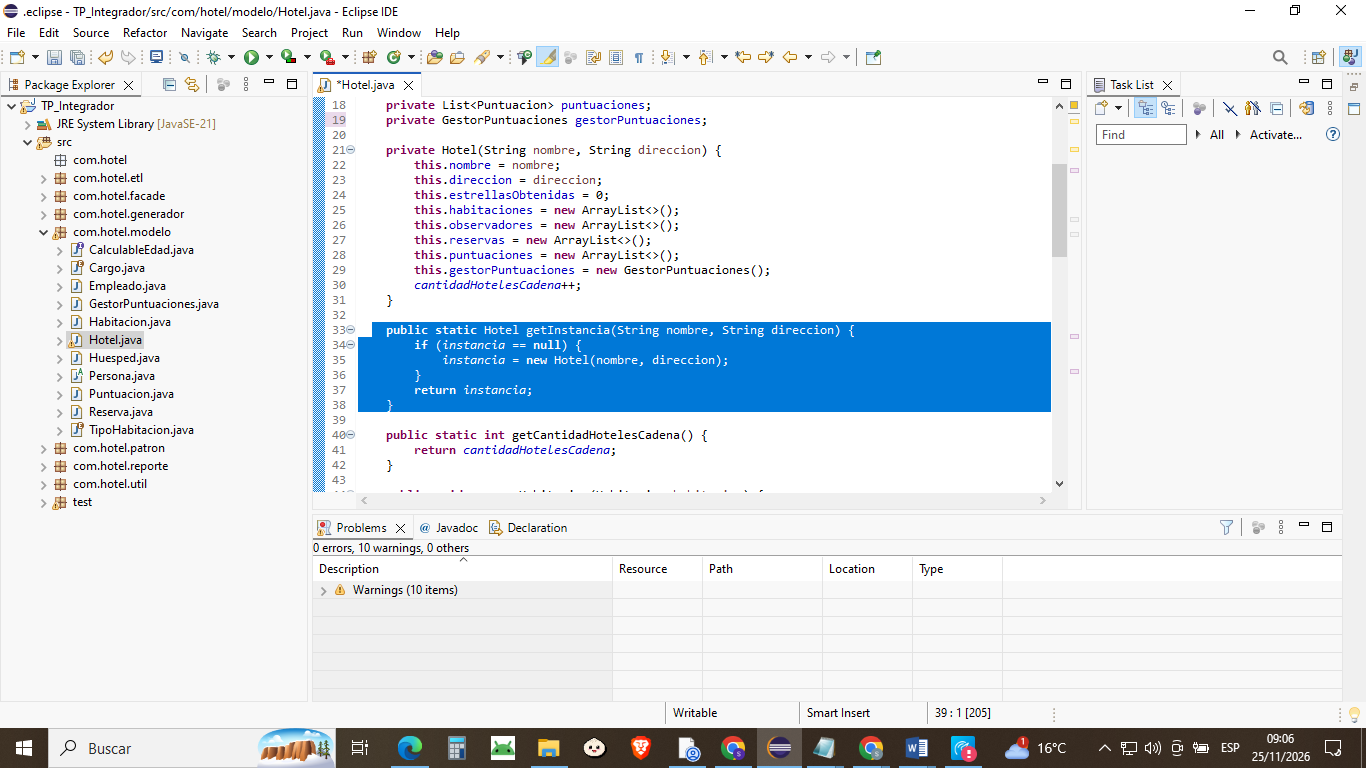 .eclipse - TP_Integrador/src/com/hotel/modelo/Hotel.java - Eclipse IDE
File Edit Source Refactor Navigate Search Project Run Window Help
Package Explorer
TP_Integrador
JRE System Library [JavaSE-21]
src
com.hotel
com.hotel.etl
com.hotel.facade
com.hotel.generador
com.hotel.modelo
CalculableEdad.java
Cargo.java
Empleado.java
GestorPuntuaciones.java
Habitacion.java
Hotel.java
Huesped.java
Persona.java
Puntuacion.java
Reserva.java
TipoHabitacion.java
com.hotel.patron
com.hotel.reporte
com.hotel.util
test
*Hotel.java
18 private List<Puntuacion> puntuaciones;
19 private GestorPuntuaciones gestorPuntuaciones;
20
21 private Hotel(String nombre, String direccion) {
22 this.nombre = nombre;
23 this.direccion = direccion;
24 this.estrellasObtenidas = 0;
25 this.habitaciones = new ArrayList<>();
26 this.observadores = new ArrayList<>();
27 this.reservas = new ArrayList<>();
28 this.puntuaciones = new ArrayList<>();
29 this.gestorPuntuaciones = new GestorPuntuaciones();
30 cantidadHotelesCadena++;
31 }
32
33 public static Hotel getInstancia(String nombre, String direccion) {
34 if (instancia == null) {
35 instancia = new Hotel(nombre, direccion);
36 }
37 return instancia;
38 }
39
40 public static int getCantidadHotelesCadena() {
41 return cantidadHotelesCadena;
42 }
43
Task List
Find All Activate...
Problems Javadoc Declaration
0 errors, 10 warnings, 0 others
Description Resource Path Location Type
Warnings (10 items)
Writable Smart Insert 39 : 1 [205]
Buscar
16°C
ESP
09:06
25/11/2026